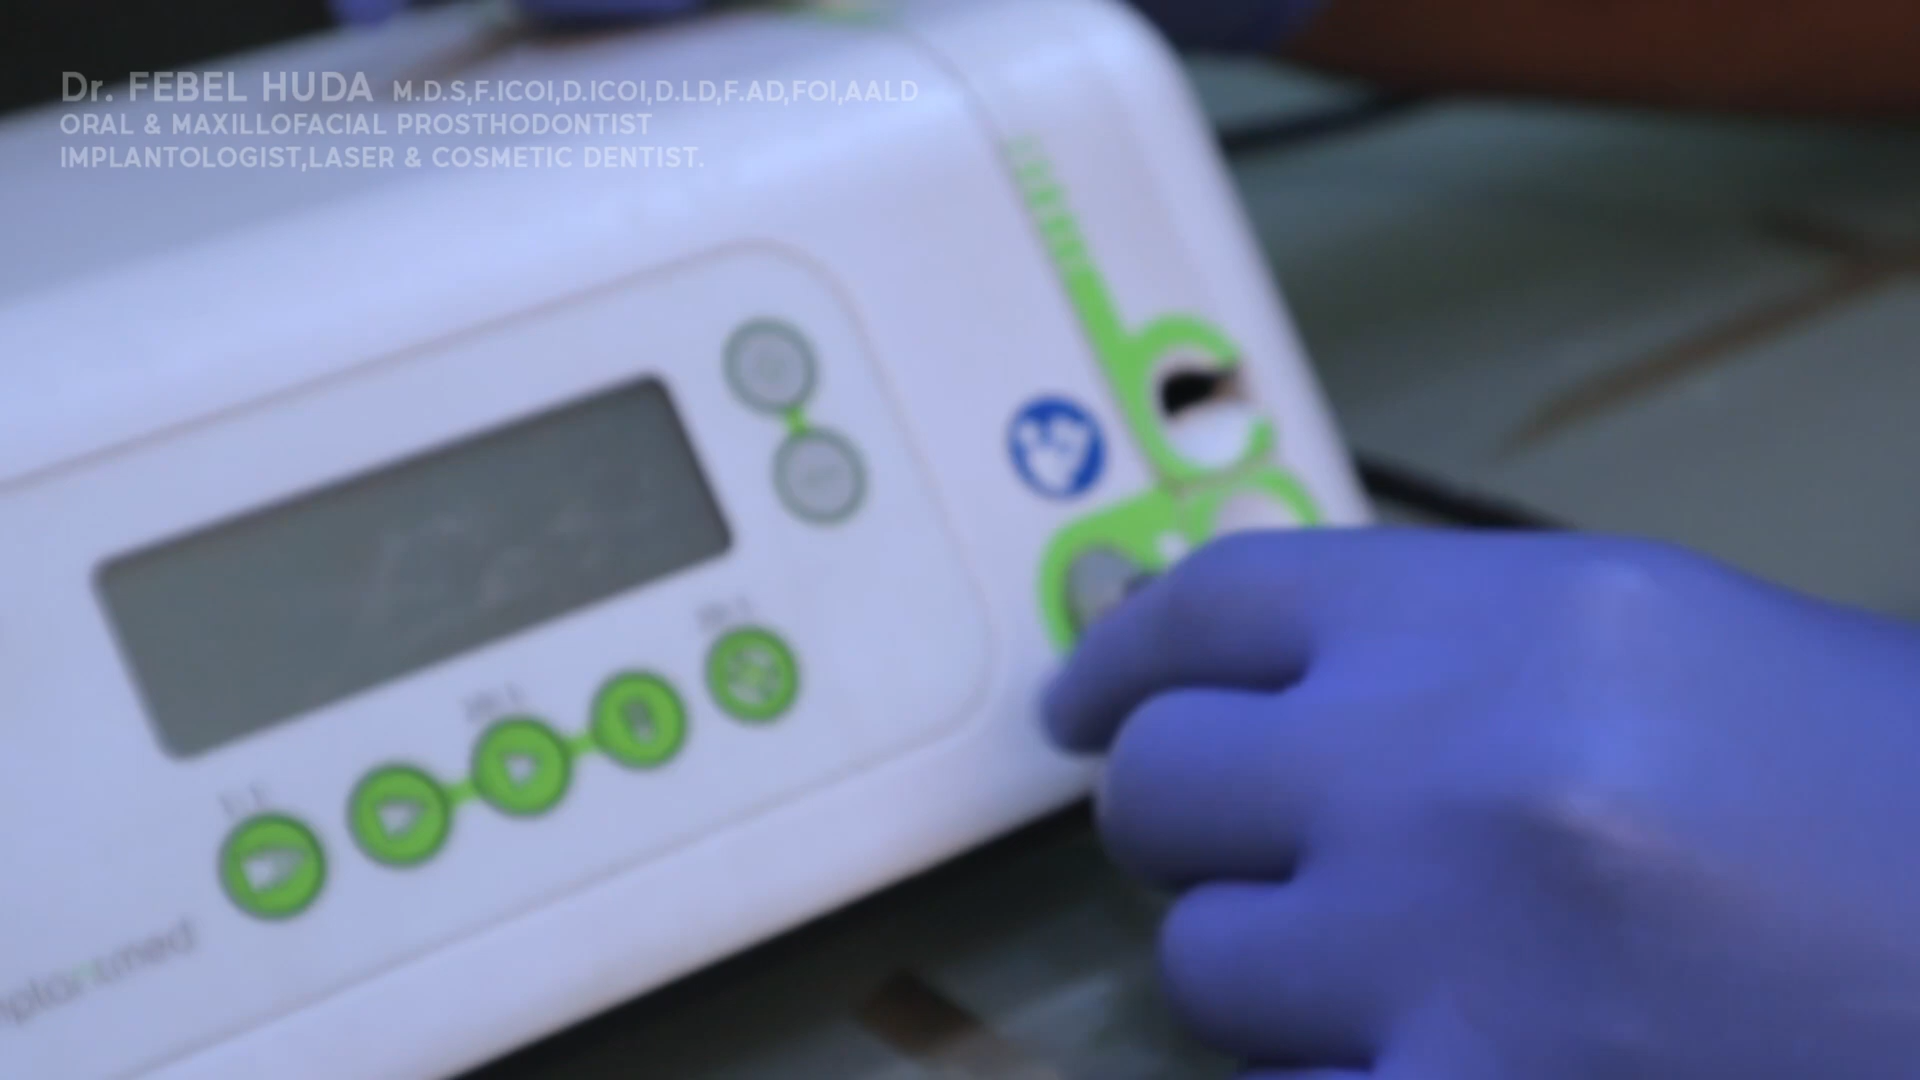 Dr. FEBEL HUDA M.D.S,F.ICOI,D.ICOI,D.LD,F.AD,FOI,AALD
ORAL & MAXILLOFACIAL PROSTHODONTIST
IMPLANTOLOGIST,LASER & COSMETIC DENTIST.